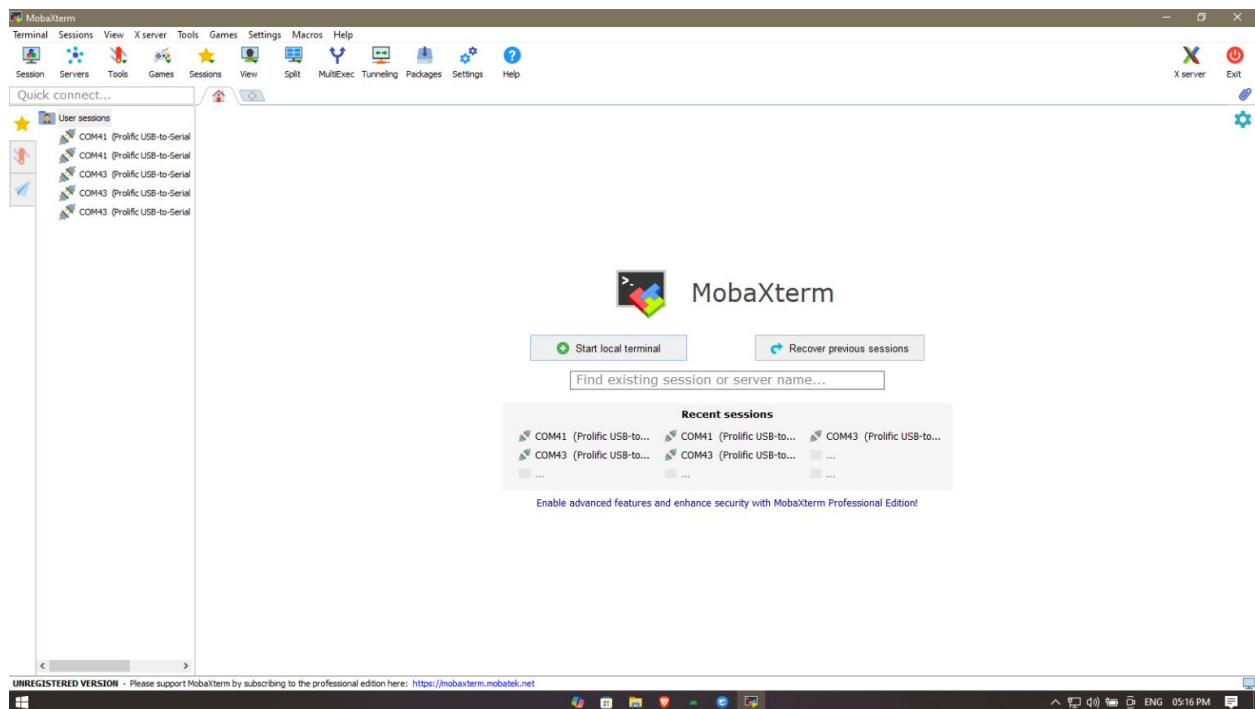 MobaXterm
Terminal Sessions View X server Tools Games Settings Macros Help
Session Servers Tools Games Sessions View Split MultiExec Tunneling Packages Settings Help X server Exit
Quick connect...
User sessions
COM41 (Prolific USB-to-Serial
COM41 (Prolific USB-to-Serial
COM43 (Prolific USB-to-Serial
COM43 (Prolific USB-to-Serial
COM43 (Prolific USB-to-Serial
>_
MobaXterm
Start local terminal Recover previous sessions
Find existing session or server name...
Recent sessions
COM41 (Prolific USB-to... COM41 (Prolific USB-to... COM43 (Prolific USB-to...
COM43 (Prolific USB-to... COM43 (Prolific USB-to... ...
... ... ...
Enable advanced features and enhance security with MobaXterm Professional Edition!
UNREGISTERED VERSION - Please support MobaXterm by subscribing to the professional edition here: https://mobaxterm.mobatek.net
ENG 05:16 PM